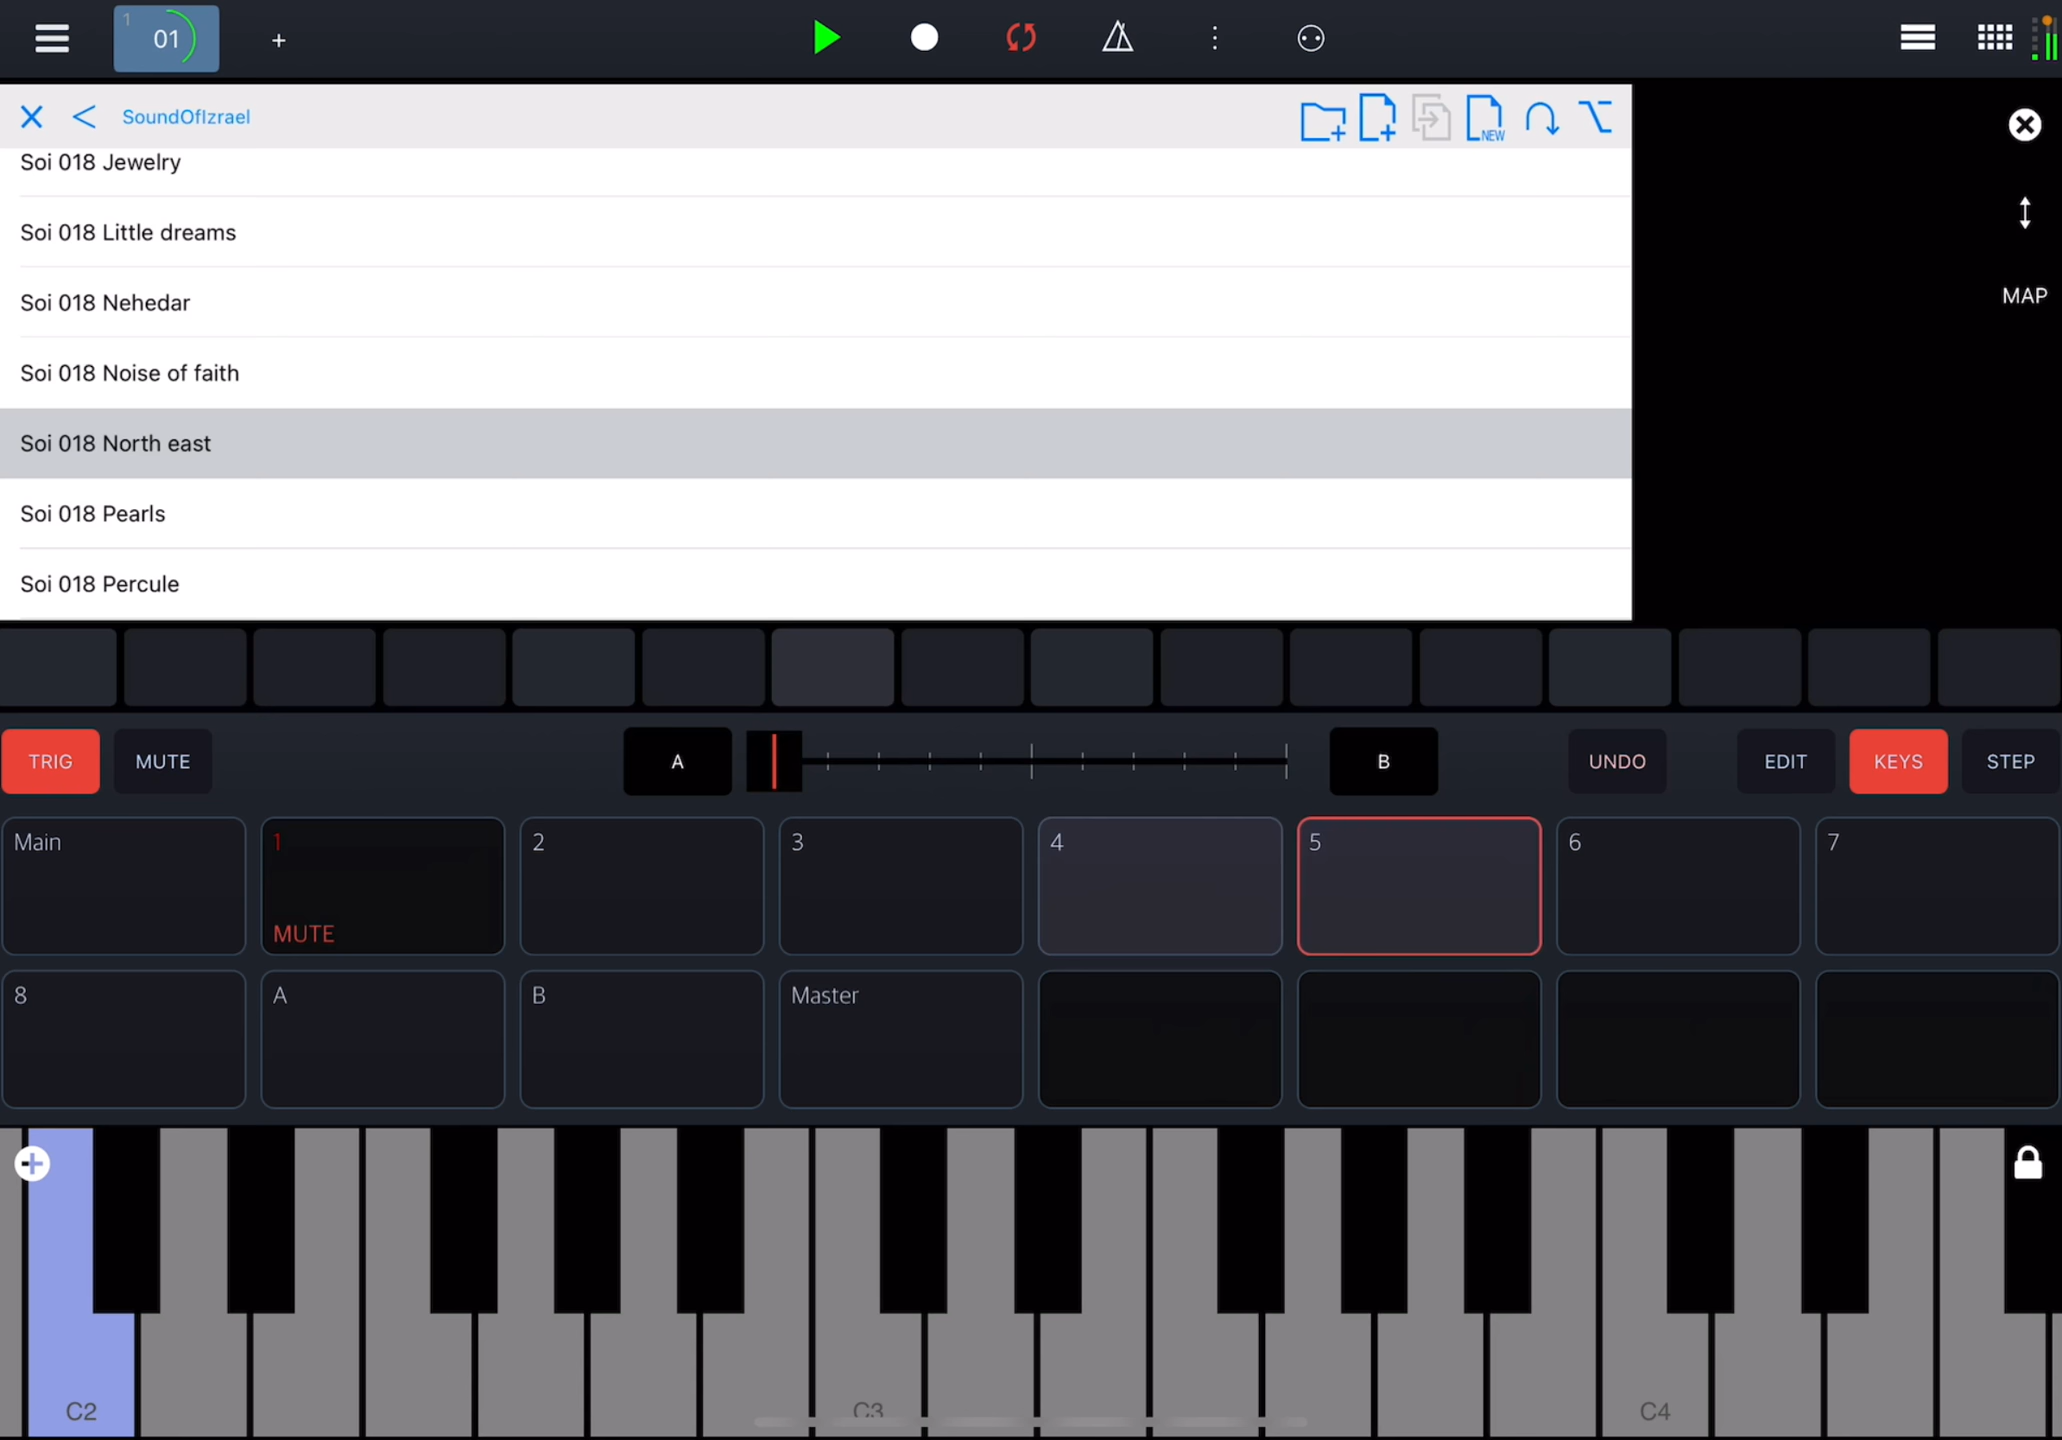 1
01
+
SoundOfIzrael
NEW
Soi 018 Jewelry
Soi 018 Little dreams
Soi 018 Nehedar
Soi 018 Noise of faith
Soi 018 North east
Soi 018 Pearls
Soi 018 Percule
MAP
TRIG MUTE A B UNDO EDIT KEYS STEP
Main 1 2 3 4 5 6 7
MUTE
8 A B Master
C2 C3 C4